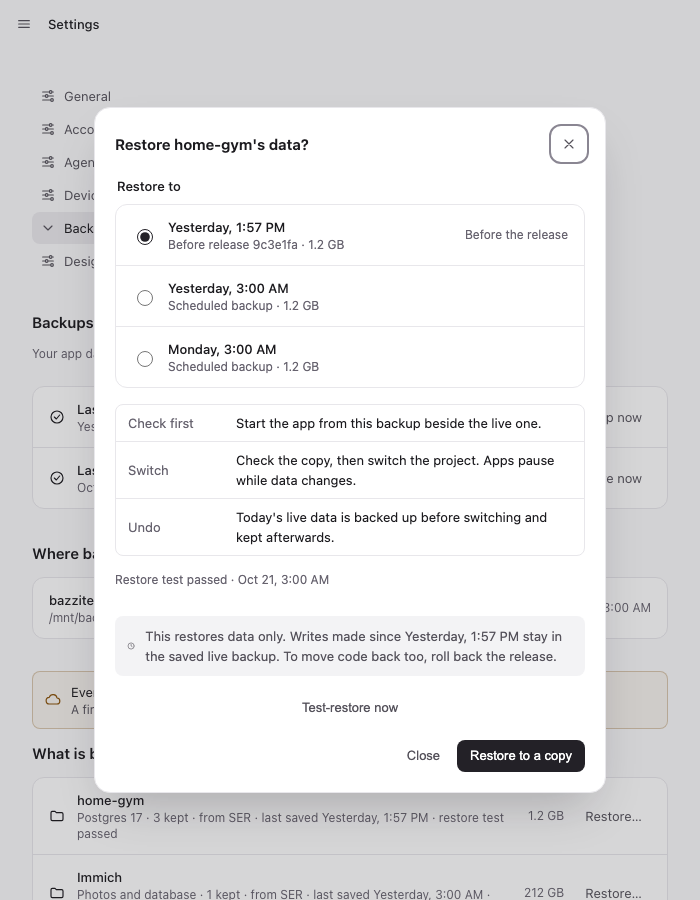 Settings
General
Acco
Agen
Devic
Back
Desig
Restore home-gym's data?
Restore to
Yesterday, 1:57 PM
Before release 9c3e1fa · 1.2 GB
Before the release
Yesterday, 3:00 AM
Scheduled backup · 1.2 GB
Monday, 3:00 AM
Scheduled backup · 1.2 GB
Check first
Start the app from this backup beside the live one.
Switch
Check the copy, then switch the project. Apps pause
while data changes.
Undo
Today's live data is backed up before switching and
kept afterwards.
Restore test passed · Oct 21, 3:00 AM
This restores data only. Writes made since Yesterday, 1:57 PM stay in
the saved live backup. To move code back too, roll back the release.
Test-restore now
Close
Restore to a copy
Backups
Your app da
Las
Yes
p now
Las
Oct
e now
Where ba
bazzite
/mnt/bac
3:00 AM
Ever
A fir
What is b
home-gym
Postgres 17 · 3 kept · from SER · last saved Yesterday, 1:57 PM · restore test
passed
1.2 GB
Restore...
Immich
Photos and database · 1 kept · from SER · last saved Yesterday, 3:00 AM ·
212 GB
Restore...